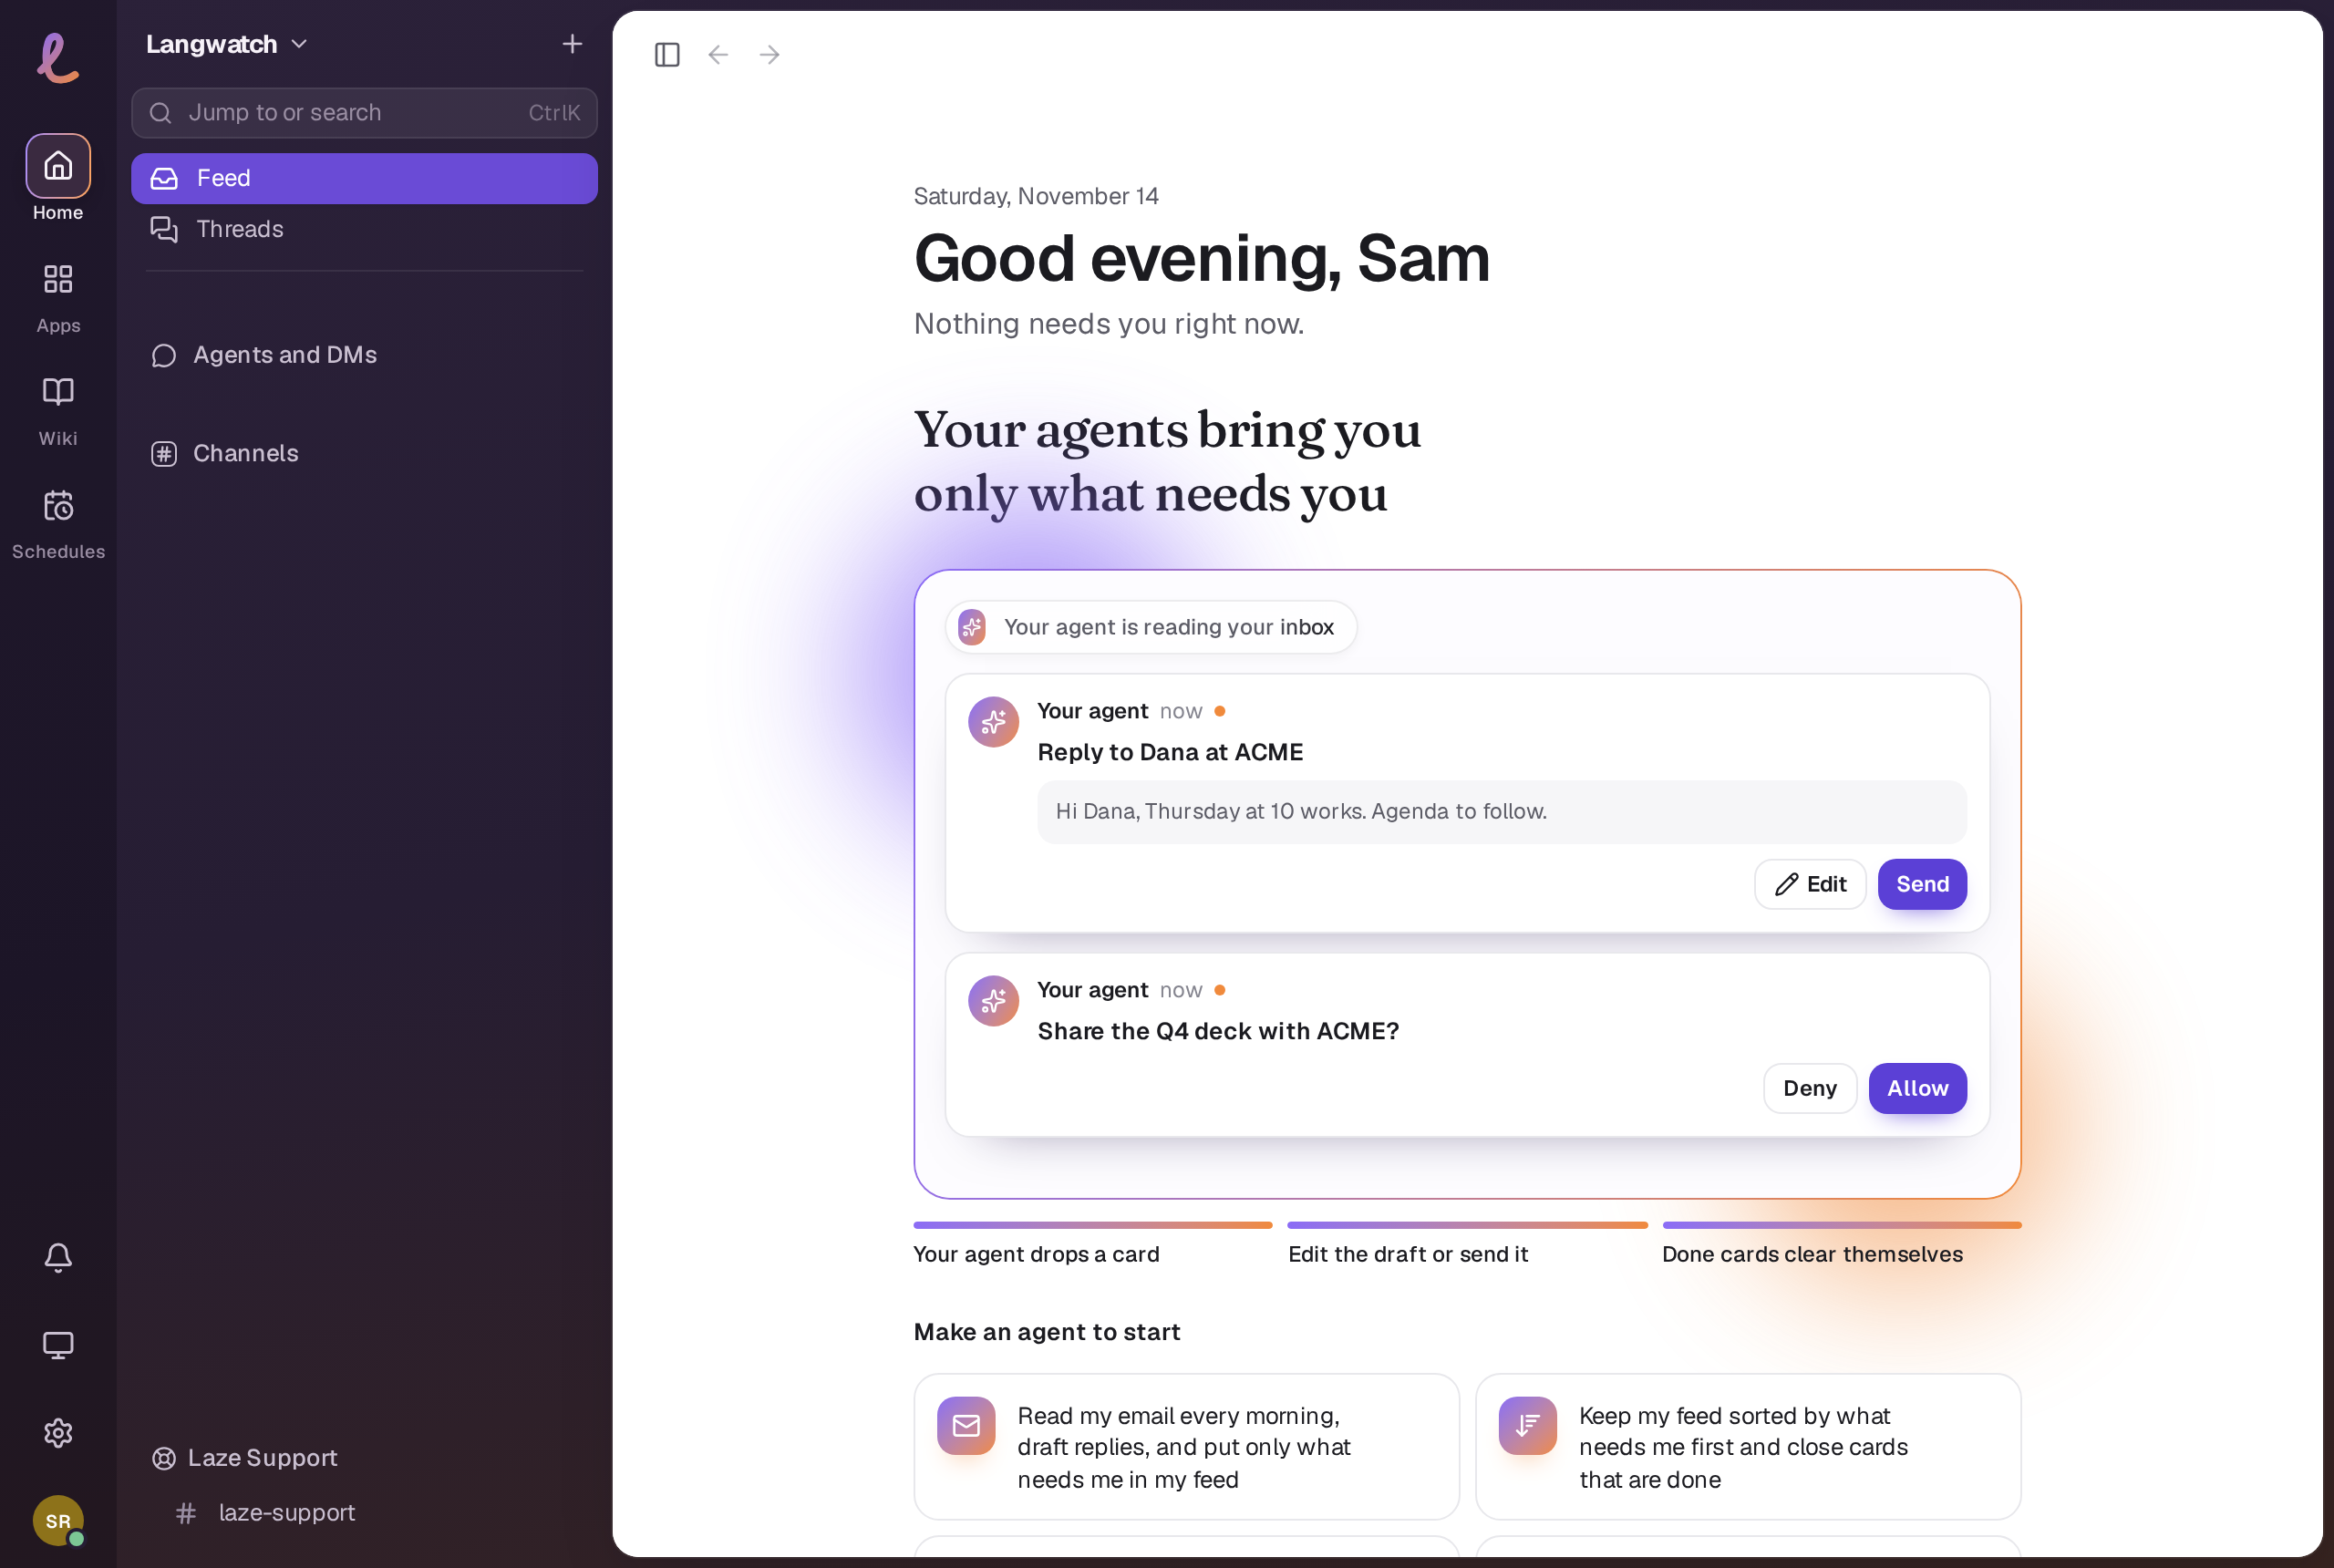 Langwatch
Jump to or search CtrlK
Home
Feed
Threads
Apps
Agents and DMs
Wiki
Channels
Schedules
Laze Support
laze-support
SR
Saturday, November 14
Good evening, Sam
Nothing needs you right now.
Your agents bring you
only what needs you
Your agent is reading your inbox
Your agent now
Reply to Dana at ACME
Hi Dana, Thursday at 10 works. Agenda to follow.
Edit Send
Your agent now
Share the Q4 deck with ACME?
Deny Allow
Your agent drops a card
Edit the draft or send it
Done cards clear themselves
Make an agent to start
Read my email every morning,
draft replies, and put only what
needs me in my feed
Keep my feed sorted by what
needs me first and close cards
that are done